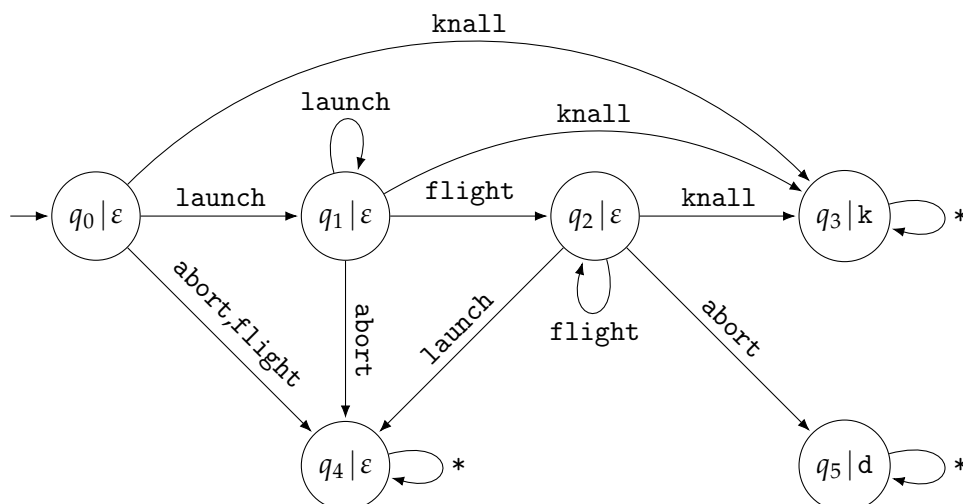 knall
launch
knall
q₀|ε
launch
q₁|ε
flight
q₂|ε
knall
q₃|k
*
abort,flight
abort
launch
flight
abort
q₄|ε
*
q₅|d
*